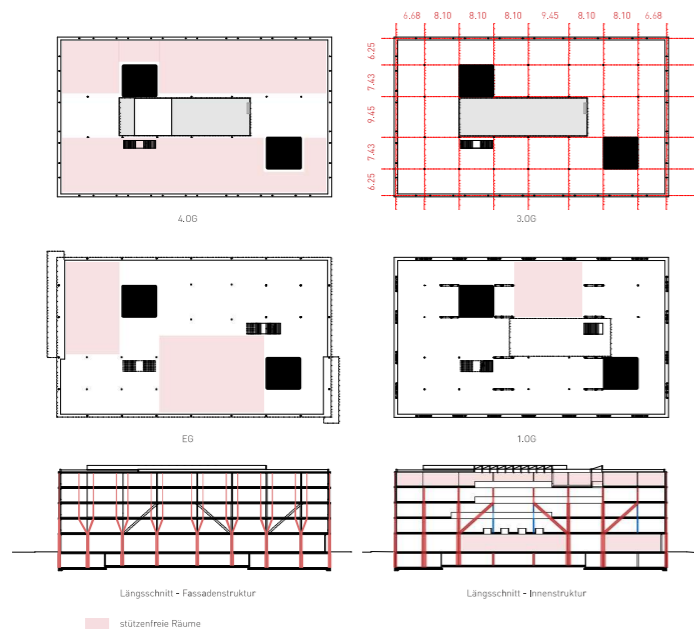 6.68 8.10 8.10 8.10 9.45 8.10 8.10 6.68
6.25
7.43
9.45
7.43
6.25
4.OG
3.OG
EG
1.OG
Längsschnitt - Fassadenstruktur
Längsschnitt - Innenstruktur
stützenfreie Räume